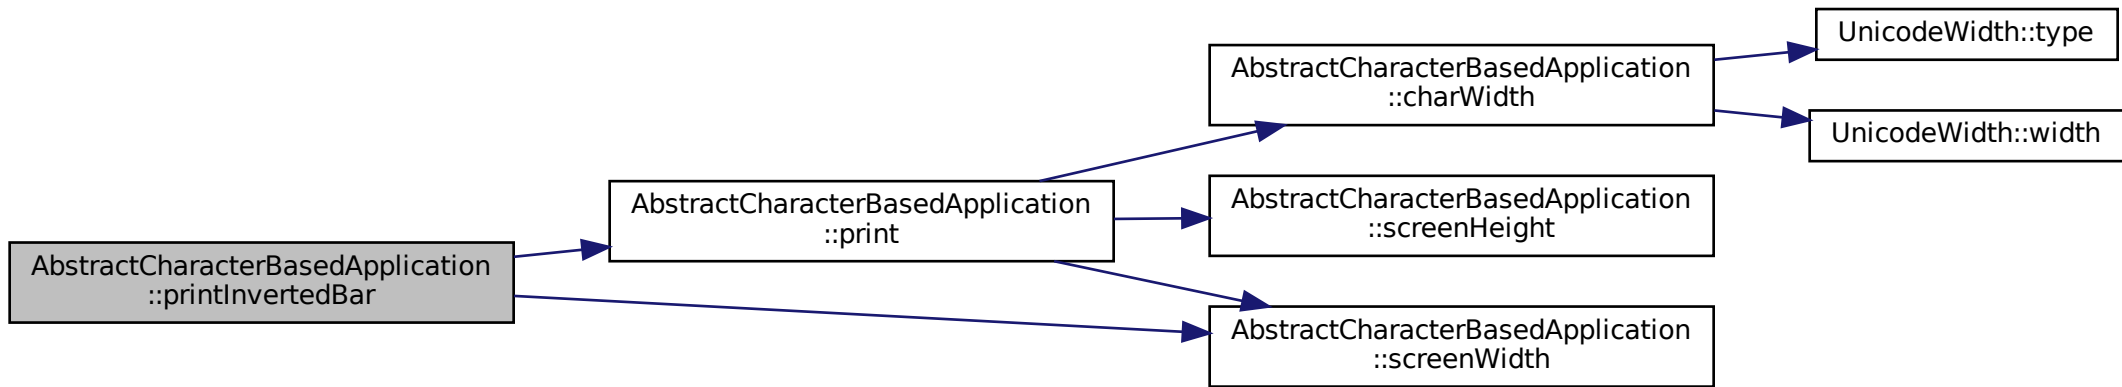 AbstractCharacterBasedApplication
::printInvertedBar
AbstractCharacterBasedApplication
::print
AbstractCharacterBasedApplication
::charWidth
UnicodeWidth::type
UnicodeWidth::width
AbstractCharacterBasedApplication
::screenHeight
AbstractCharacterBasedApplication
::screenWidth